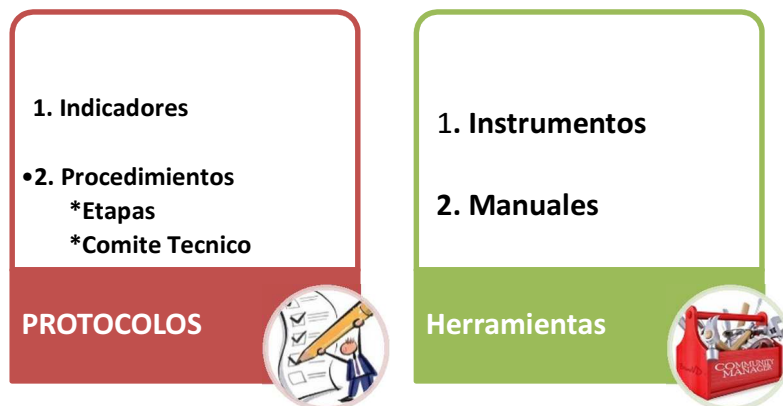 1. Indicadores
•2. Procedimientos
*Etapas
*Comite Tecnico
PROTOCOLOS
1. Instrumentos
2. Manuales
Herramientas
COMMUNITY
MANAGER